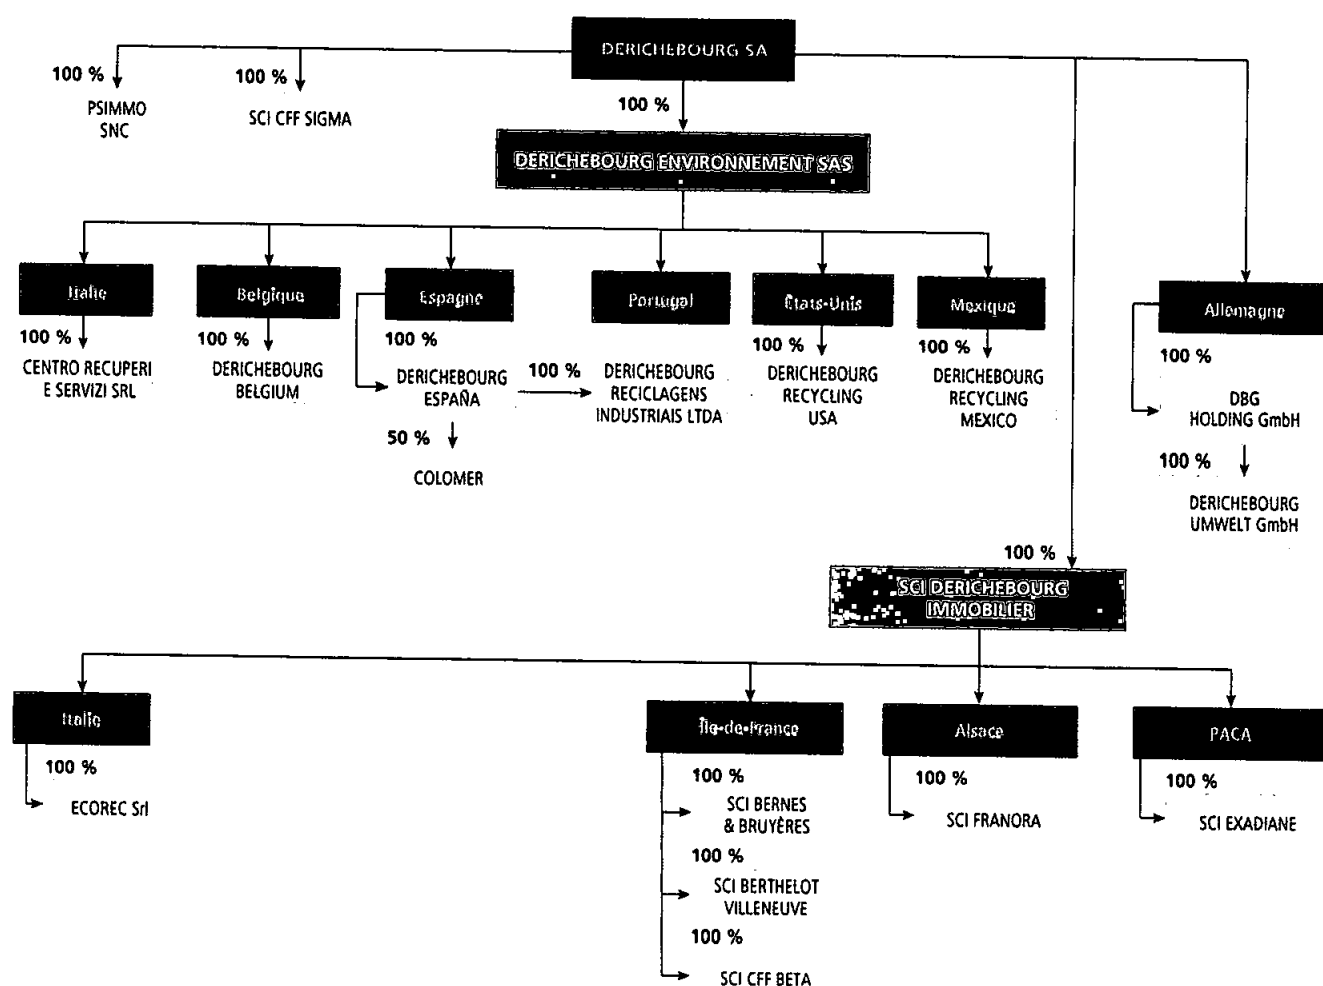 DERICHEBOURG SA
100 %
PSIMMO
SNC
100 %
SCI CFF SIGMA
100 %
DERICHEBOURG ENVIRONNEMENT SAS
Italie
100 %
CENTRO RECUPERI
E SERVIZI SRL
Belgique
100 %
DERICHEBOURG
BELGIUM
Espagne
100 %
DERICHEBOURG
ESPAÑA
50 %
COLOMER
Portugal
100 %
DERICHEBOURG
RECICLAGENS
INDUSTRIAIS LTDA
États-Unis
100 %
DERICHEBOURG
RECYCLING
USA
Mexique
100 %
DERICHEBOURG
RECYCLING
MEXICO
Allemagne
100 %
DBG
HOLDING GmbH
100 %
DERICHEBOURG
UMWELT GmbH
100 %
SCI DERICHEBOURG
IMMOBILIER
Italie
100 %
ECOREC Srl
Île-de-France
100 %
SCI BERNES
& BRUYÈRES
100 %
SCI BERTHELOT
VILLENEUVE
100 %
SCI CFF BETA
Alsace
100 %
SCI FRANORA
PACA
100 %
SCI EXADIANE